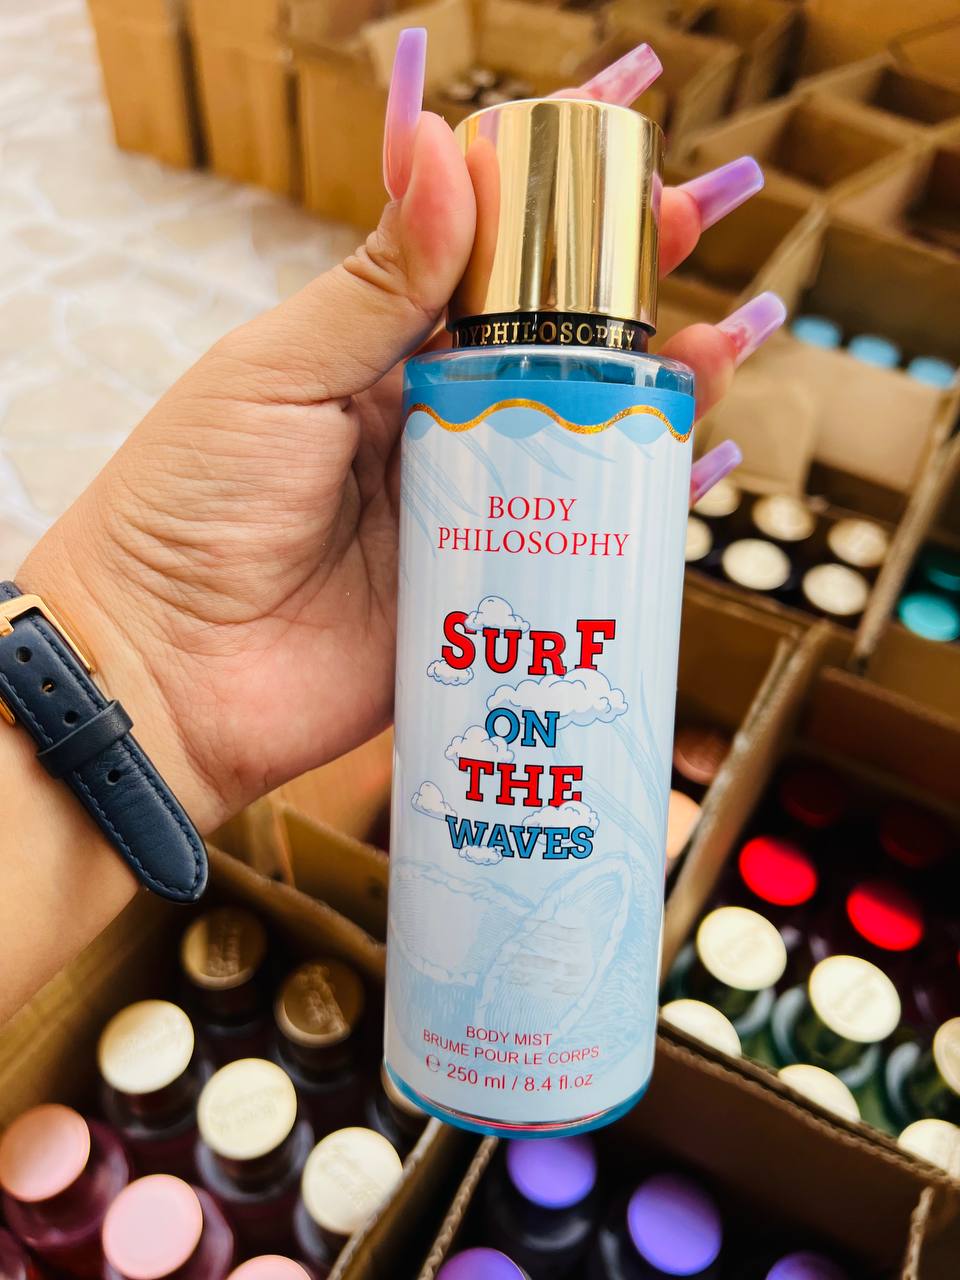 DYPHILOSOPHY
BODY
PHILOSOPHY
SURF
ON
THE
WAVES
BODY MIST
BRUME POUR LE CORPS
℮ 250 ml / 8.4 fl.oz